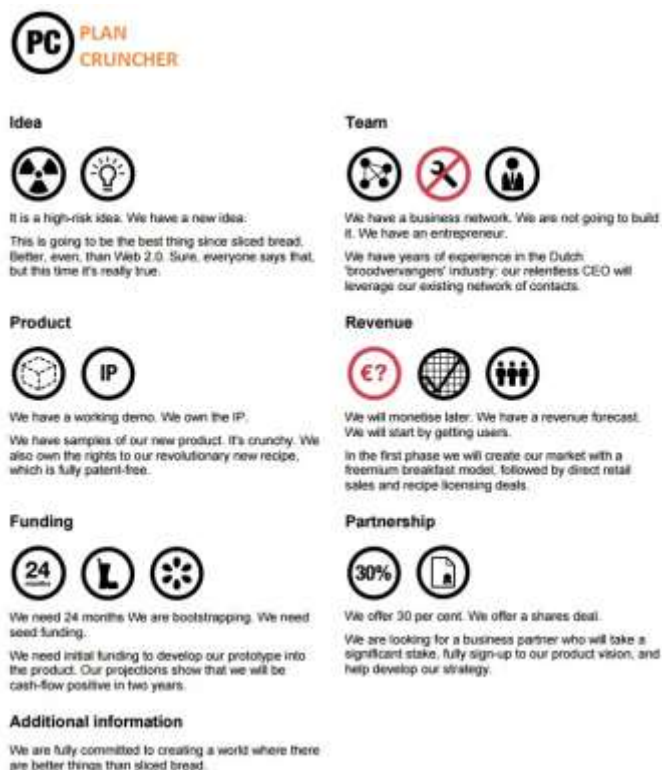 PC PLAN
CRUNCHER
Idea
It is a high-risk idea. We have a new idea.
This is going to be the best thing since sliced bread.
Better, even, than Web 2.0. Sure, everyone says that,
but this time it's really true.
Team
We have a business network. We are not going to build
it. We have an entrepreneur.
We have years of experience in the Dutch
'broodvervangers' industry: our relentless CEO will
leverage our existing network of contacts.
Product
IP
We have a working demo. We own the IP.
We have samples of our new product. It's crunchy. We
also own the rights to our revolutionary new recipe,
which is fully patent-free.
Revenue
€?
We will monetise later. We have a revenue forecast.
We will start by getting users.
In the first phase we will create our market with a
freemium breakfast model, followed by direct retail
sales and recipe licensing deals.
Funding
24
months
We need 24 months We are bootstrapping. We need
seed funding.
We need initial funding to develop our prototype into
the product. Our projections show that we will be
cash-flow positive in two years.
Partnership
30%
We offer 30 per cent. We offer a shares deal.
We are looking for a business partner who will take a
significant stake, fully sign-up to our product vision, and
help develop our strategy.
Additional information
We are fully committed to creating a world where there
are better things than sliced bread.